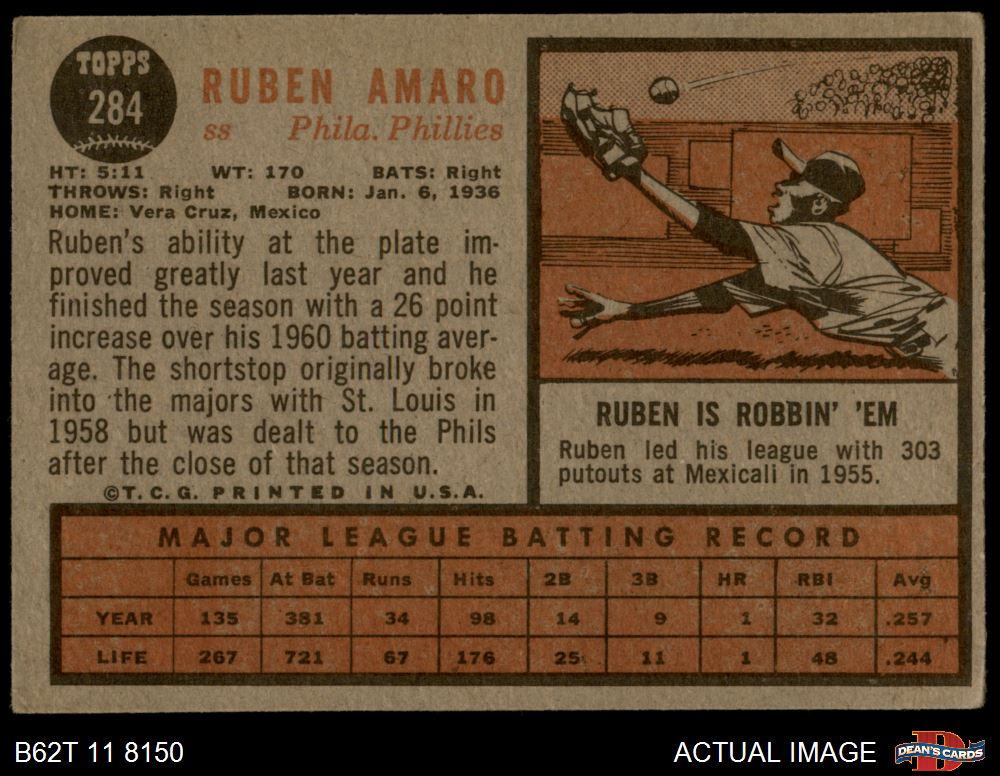 TOPPS
284
RUBEN AMARO
ss Phila. Phillies
HT: 5:11 WT: 170 BATS: Right
THROWS: Right BORN: Jan. 6, 1936
HOME: Vera Cruz, Mexico
Ruben's ability at the plate im-
proved greatly last year and he
finished the season with a 26 point
increase over his 1960 batting aver-
age. The shortstop originally broke
into the majors with St. Louis in
1958 but was dealt to the Phils
after the close of that season.
©T.C.G. PRINTED IN U.S.A.
RUBEN IS ROBBIN' 'EM
Ruben led his league with 303
putouts at Mexicali in 1955.
MAJOR LEAGUE BATTING RECORD
Games At Bat Runs Hits 2B 3B HR RBI Avg
YEAR 135 381 34 98 14 9 1 32 .257
LIFE 267 721 67 176 25 11 1 48 .244
B62T 11 8150 ACTUAL IMAGE DEAN'S CARDS